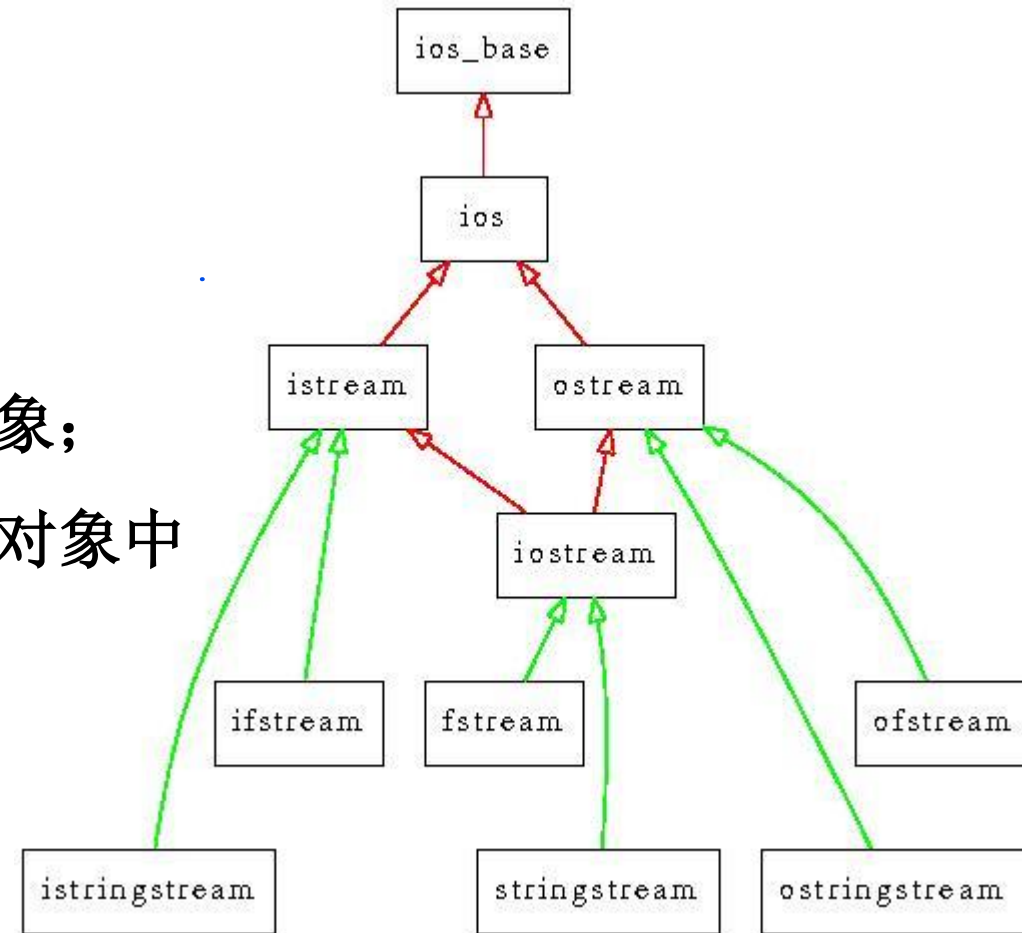 ios_base
ios
istream
ostream
象；
对象中
iostream
ifstream
fstream
ofstream
istringstream
stringstream
ostringstream